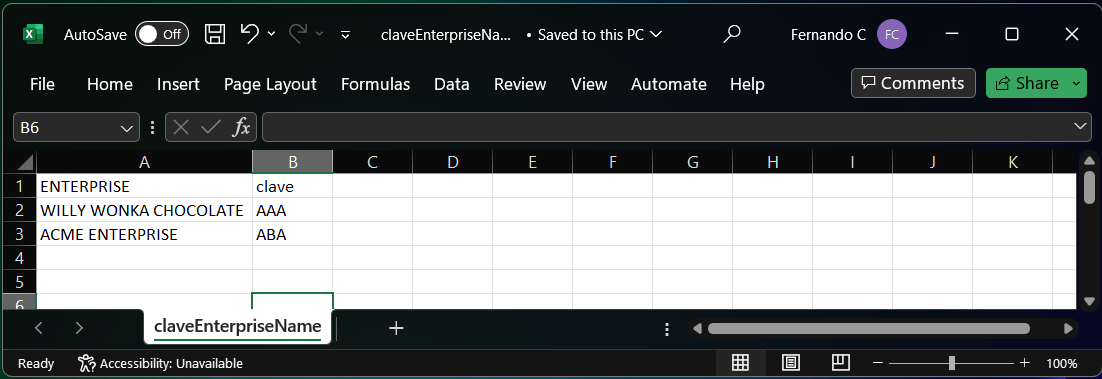 AutoSave Off claveEnterpriseNa... • Saved to this PC Fernando C FC
File Home Insert Page Layout Formulas Data Review View Automate Help Comments Share
B6 fx
A B C D E F G H I J K
1 ENTERPRISE clave
2 WILLY WONKA CHOCOLATE AAA
3 ACME ENTERPRISE ABA
4
5
6
claveEnterpriseName
Ready Accessibility: Unavailable 100%